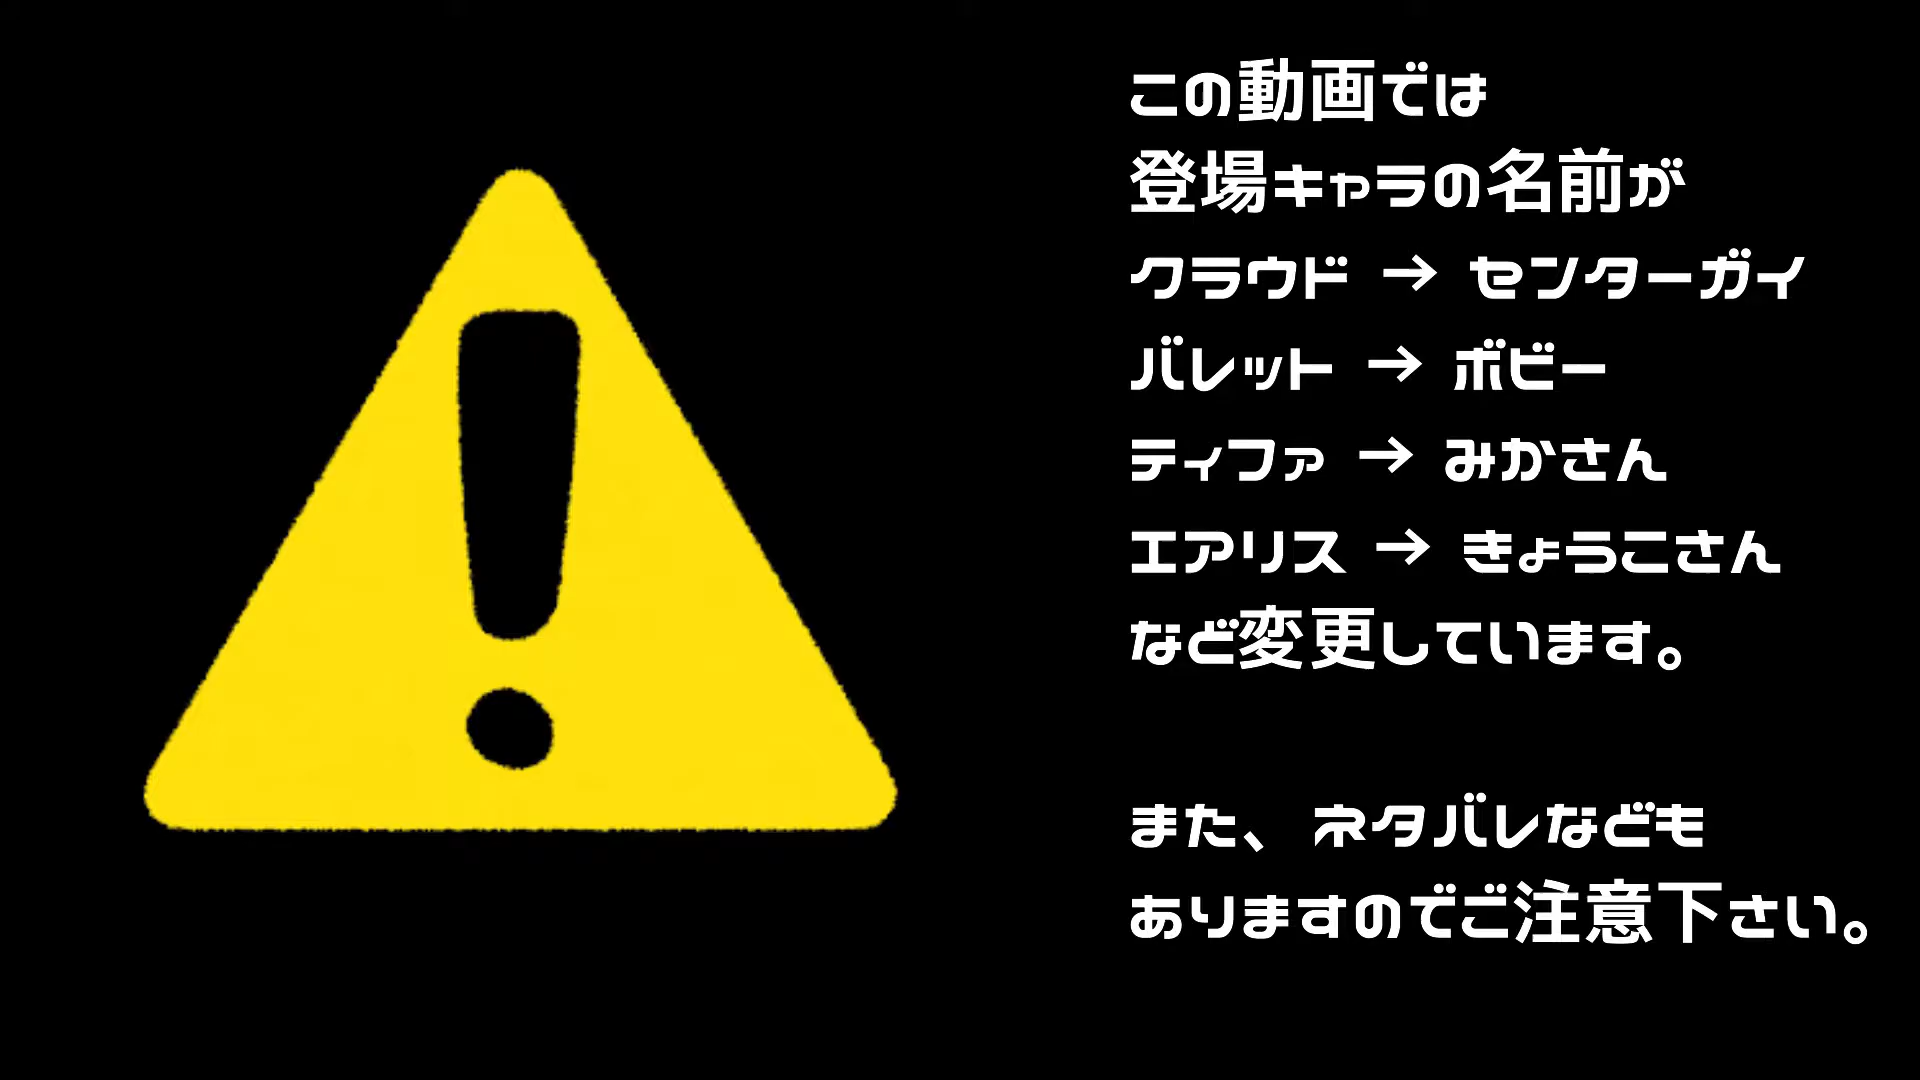 この動画では
登場キャラの名前が
クラウド → センターガイ
バレット → ボビー
ティファ → みかさん
エアリス → きょうこさん
など変更しています。
また、ネタバレなども
ありますのでご注意下さい。